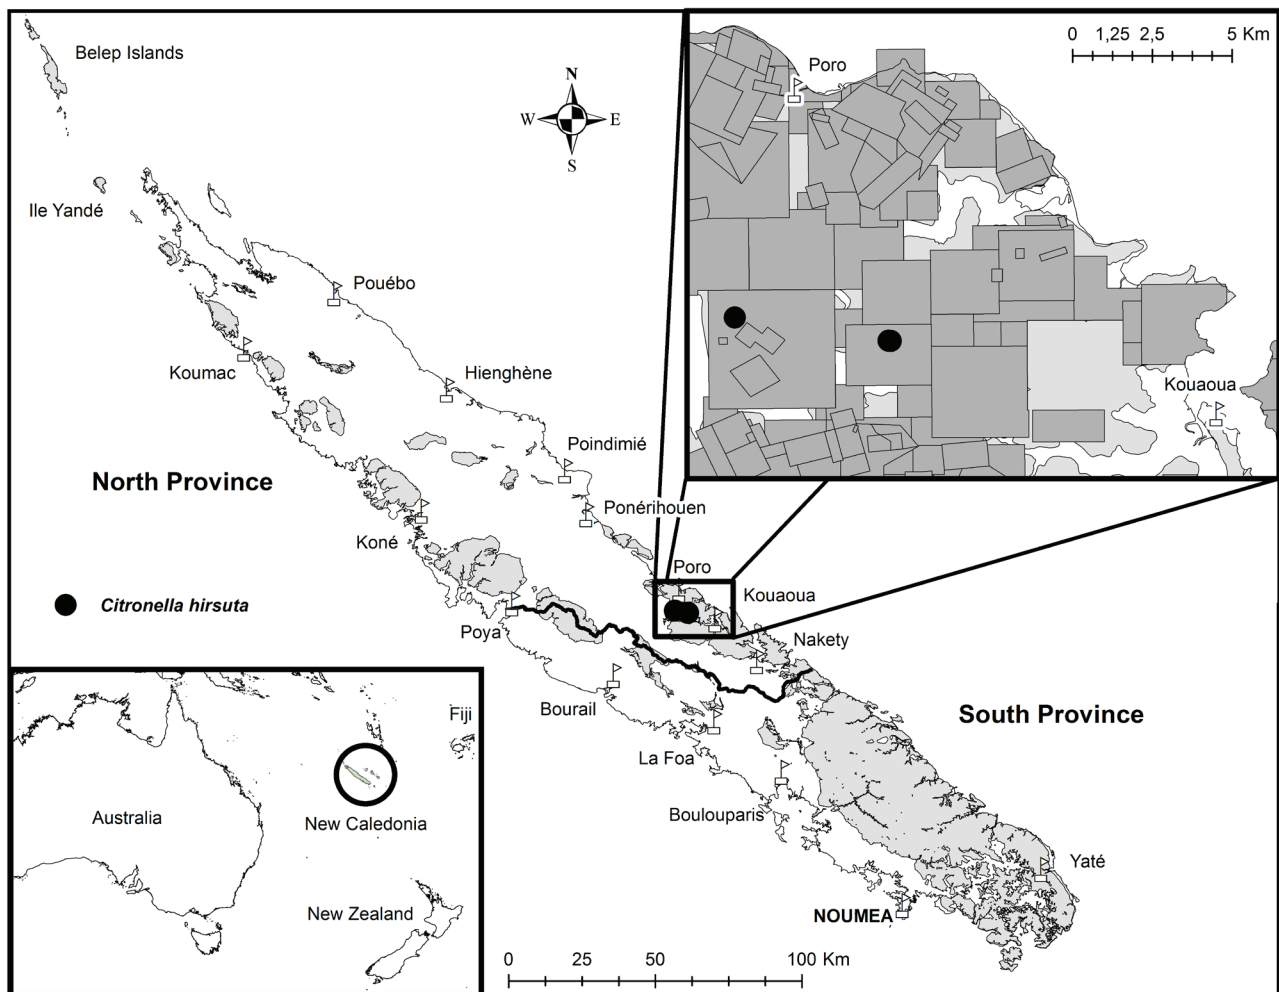 Belep Islands
N
W
E
S
Ile Yandé
Pouébo
Koumac
Hienghène
Poindimié
North Province
Ponérihouen
Koné
Poro
Kouaoua
Citronella hirsuta
Poya
Nakety
Bourail
South Province
La Foa
Boulouparis
Yaté
NOUMEA
0 25 50 100 Km
0 1,25 2,5 5 Km
Poro
Kouaoua
Fiji
Australia
New Caledonia
New Zealand